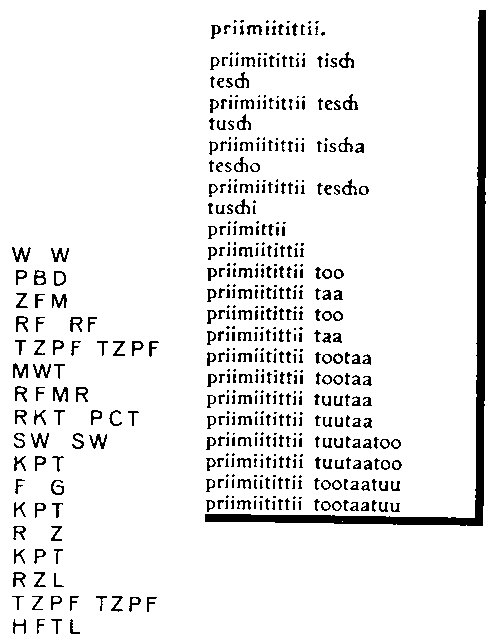 priimiitittii.
priimiitittii tisch
tesch
priimiitittii tesch
tusch
priimiitittii tischa
tescho
priimiitittii tescho
tuschi
priimittii
priimiitittii
priimiitittii too
priimiitittii taa
priimiitittii too
priimiitittii taa
priimiitittii tootaa
priimiitittii tootaa
priimiitittii tuutaa
priimiitittii tuutaa
priimiitittii tuutaatoo
priimiitittii tuutaatoo
priimiitittii tootaatuu
priimiitittii tootaatuu
W W
PBD
ZFM
RF RF
TZPF TZPF
MWT
RFMR
RKT PCT
SW SW
KPT
F G
KPT
R Z
KPT
RZL
TZPF TZPF
HFTL